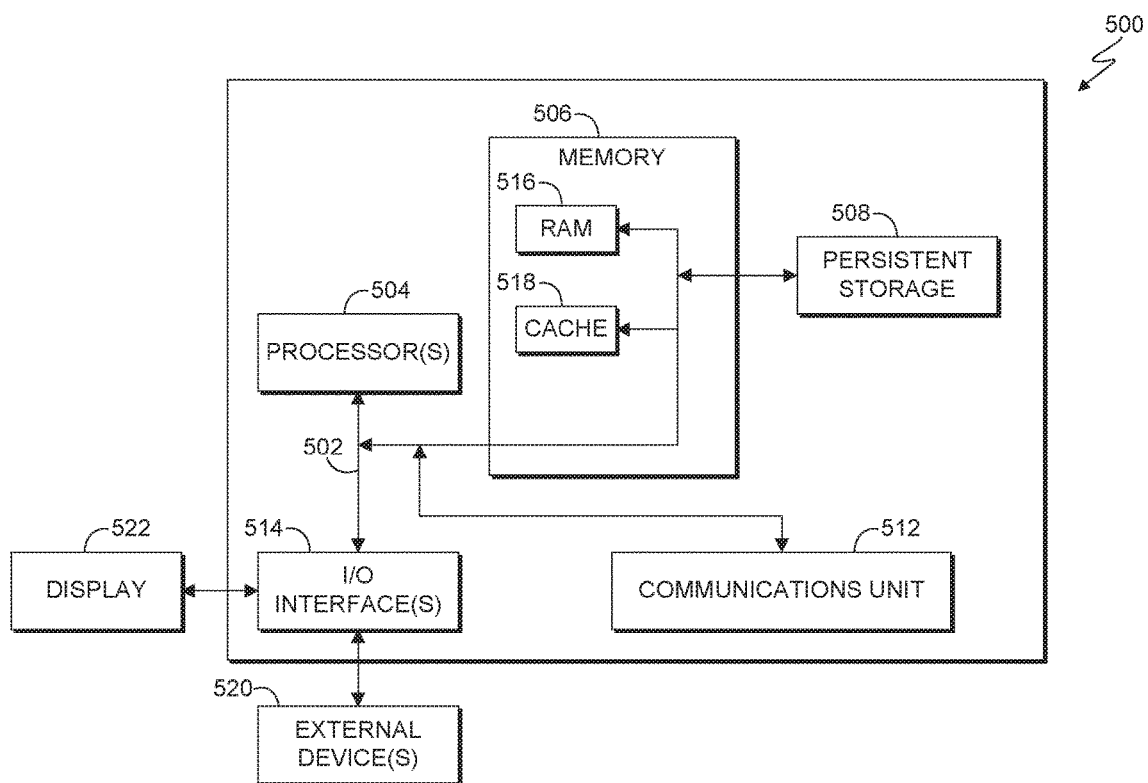 500
506
MEMORY
516
RAM
508
PERSISTENT
STORAGE
518
CACHE
504
PROCESSOR(S)
502
522
DISPLAY
514
I/O
INTERFACE(S)
512
COMMUNICATIONS UNIT
520
EXTERNAL
DEVICE(S)